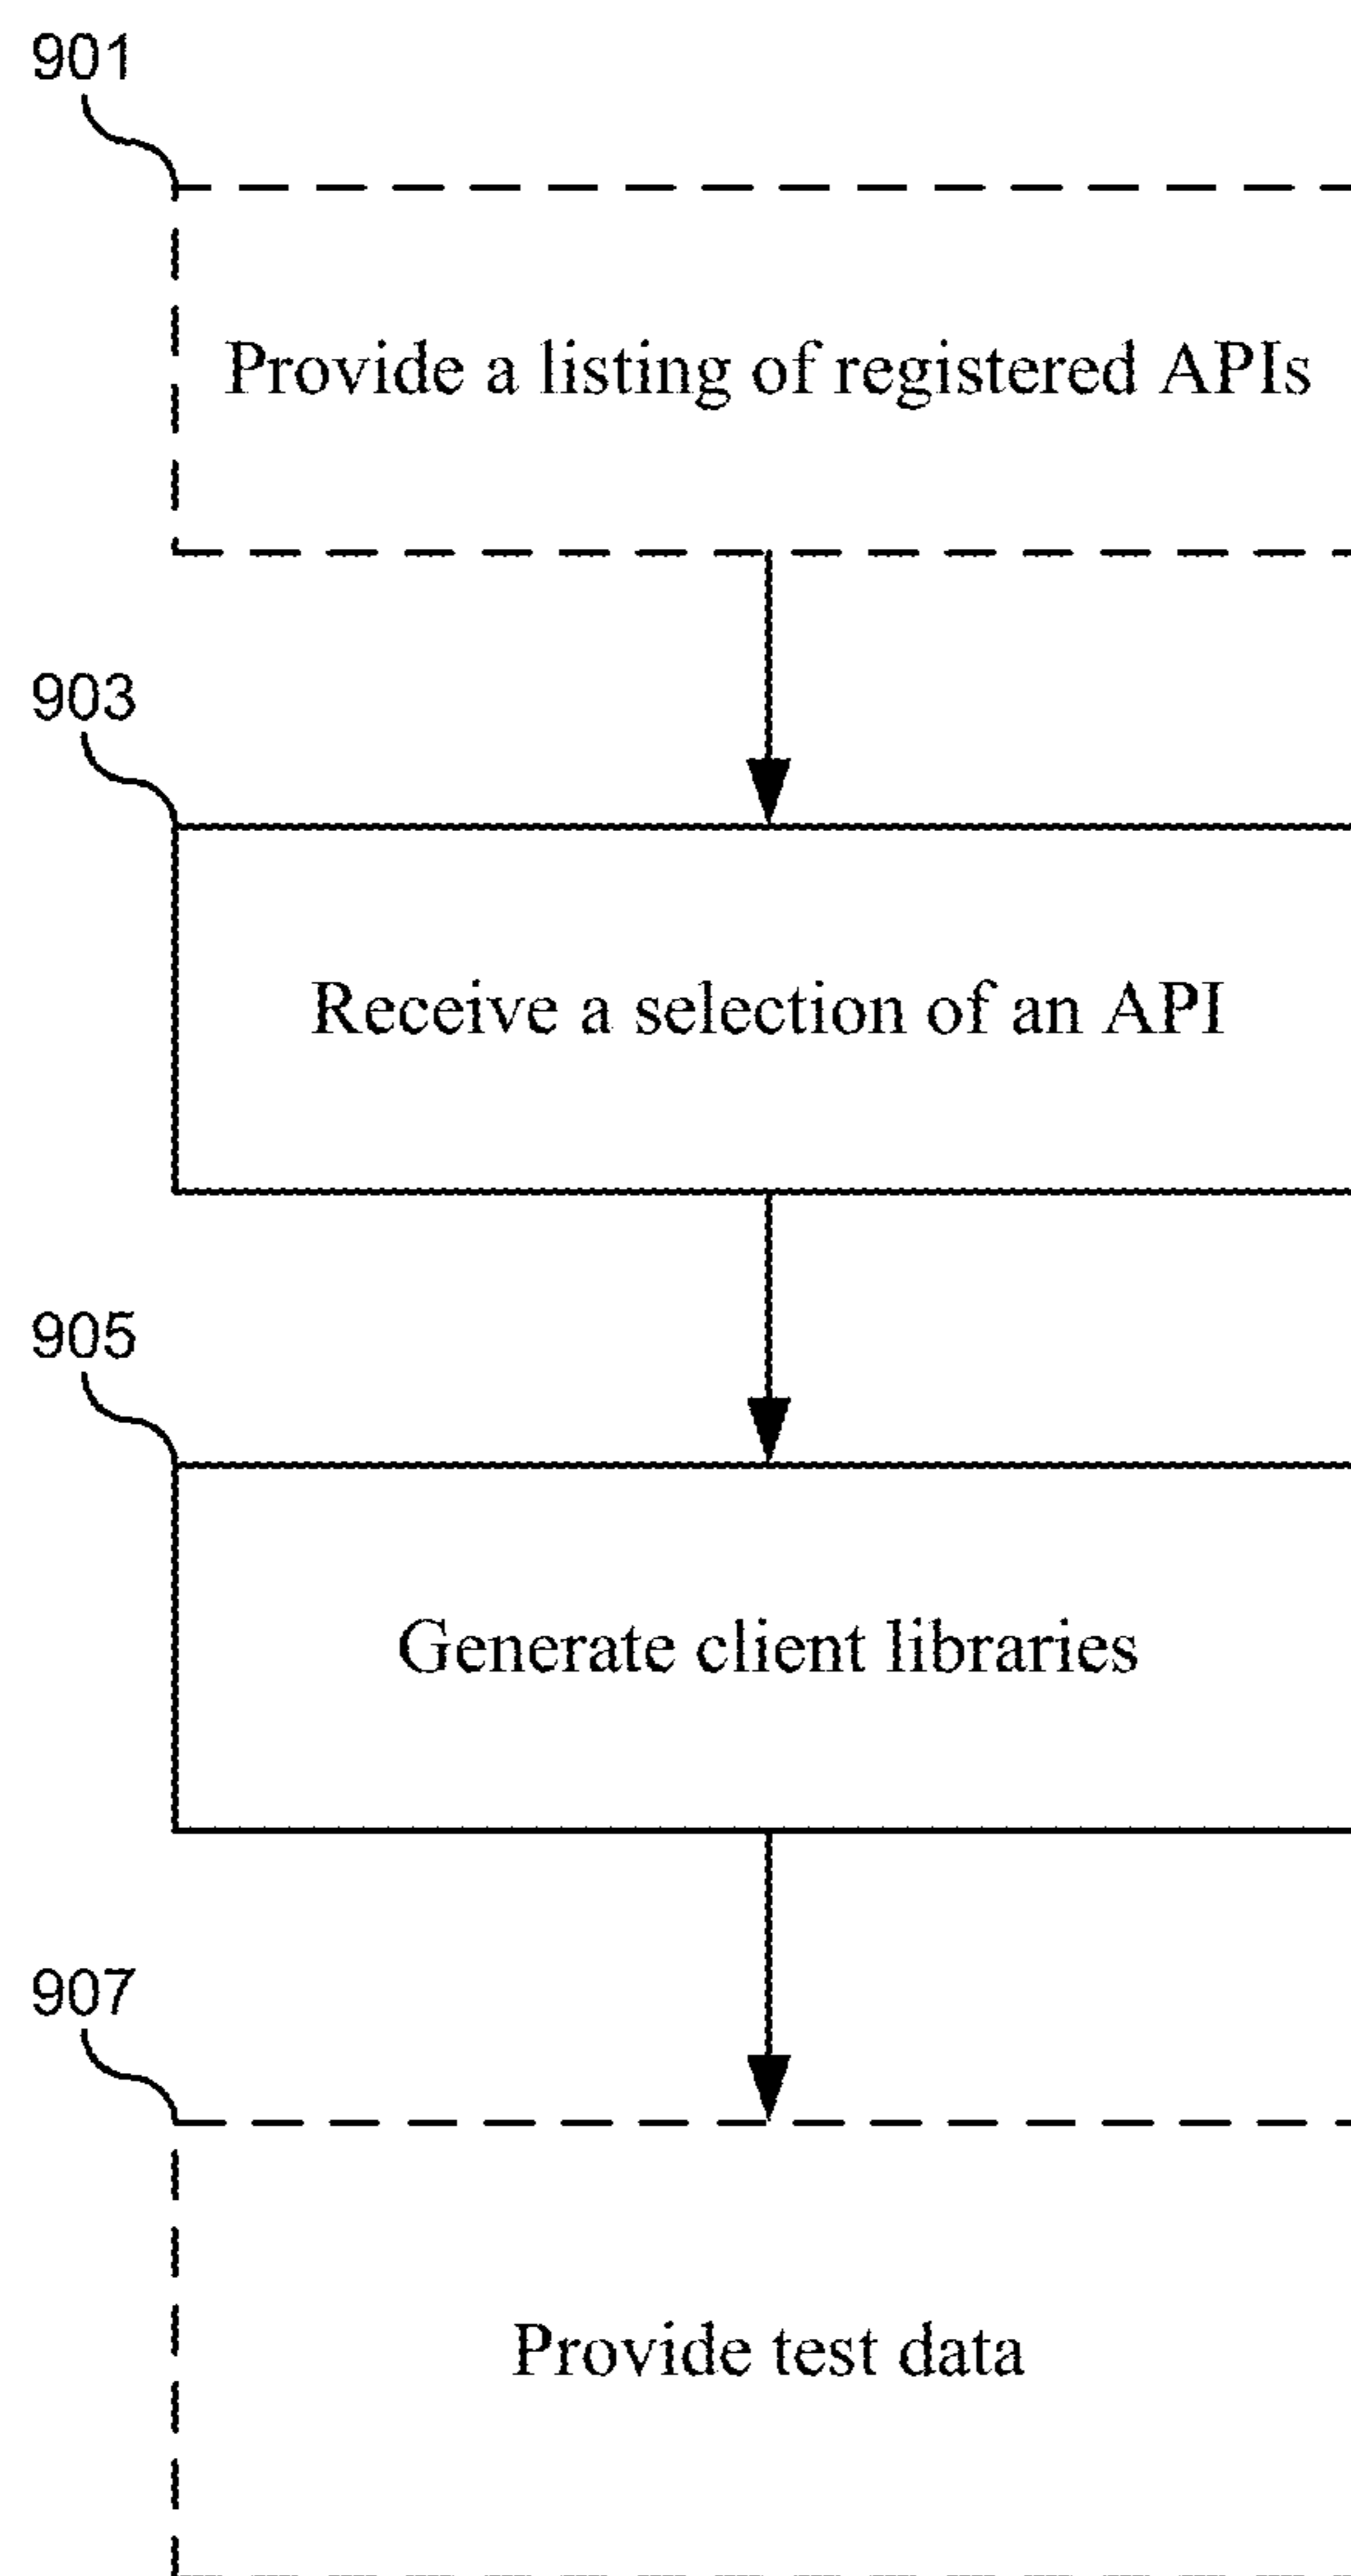 901
Provide a listing of registered APIs
903
Receive a selection of an API
905
Generate client libraries
907
Provide test data